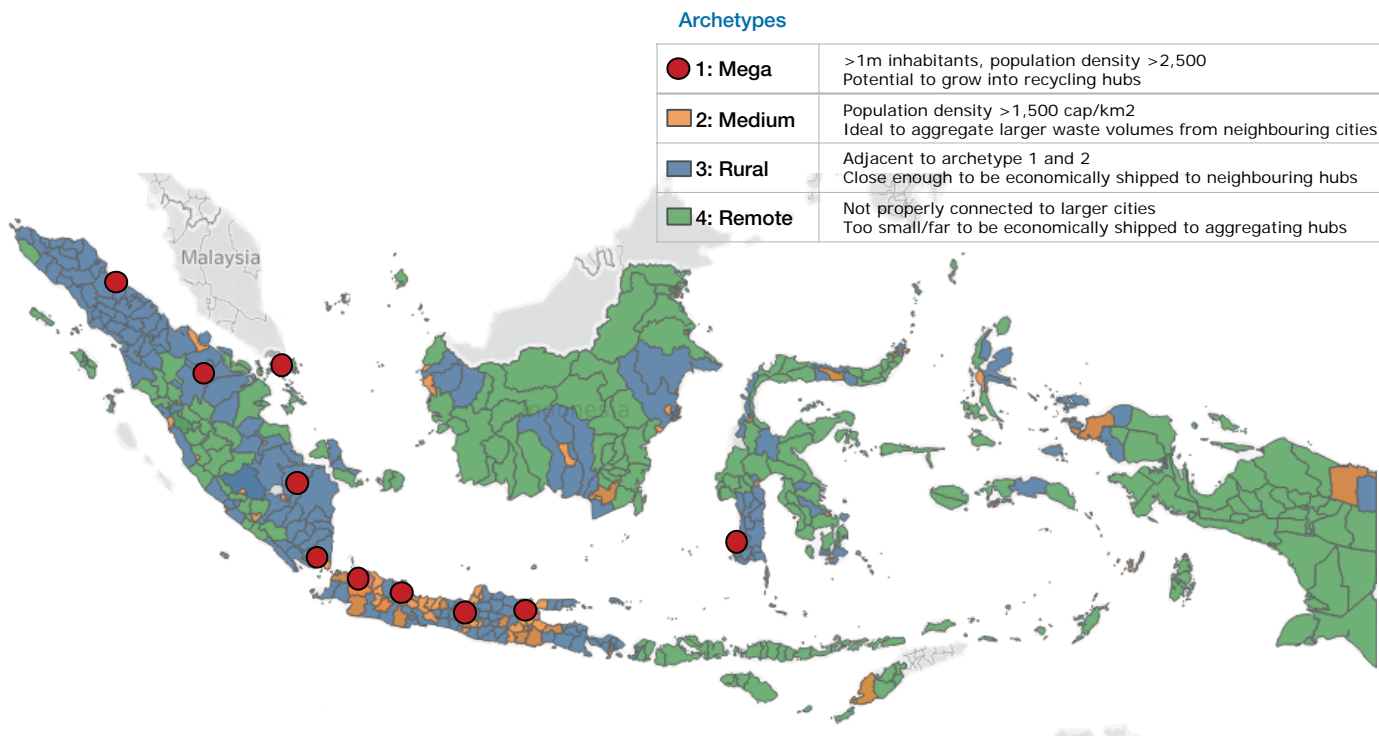 Archetypes
1: Mega
>1m inhabitants, population density >2,500
Potential to grow into recycling hubs
2: Medium
Population density >1,500 cap/km2
Ideal to aggregate larger waste volumes from neighbouring cities
3: Rural
Adjacent to archetype 1 and 2
Close enough to be economically shipped to neighbouring hubs
4: Remote
Not properly connected to larger cities
Too small/far to be economically shipped to aggregating hubs
Malaysia
Indonesia